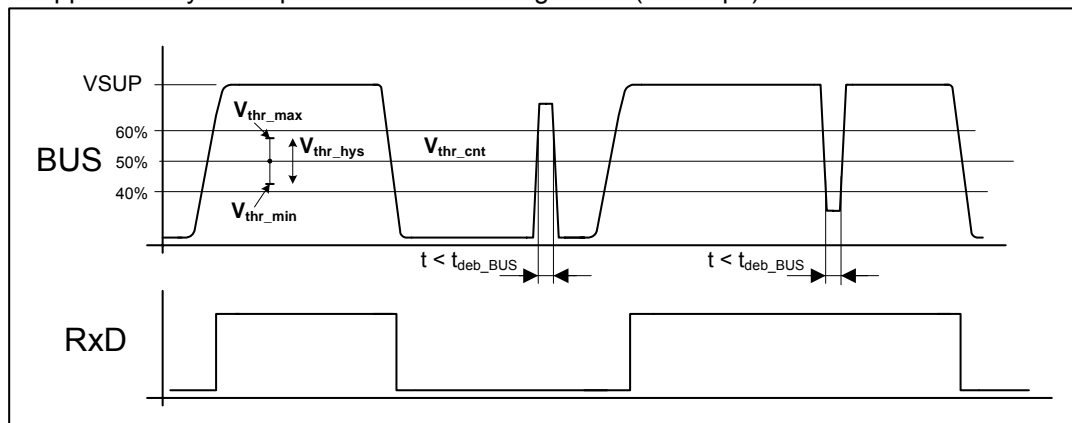 VSUP
V_thr_max
60%
V_thr_hys
V_thr_cnt
BUS
50%
40%
V_thr_min
t < t_deb_BUS
t < t_deb_BUS
RxD